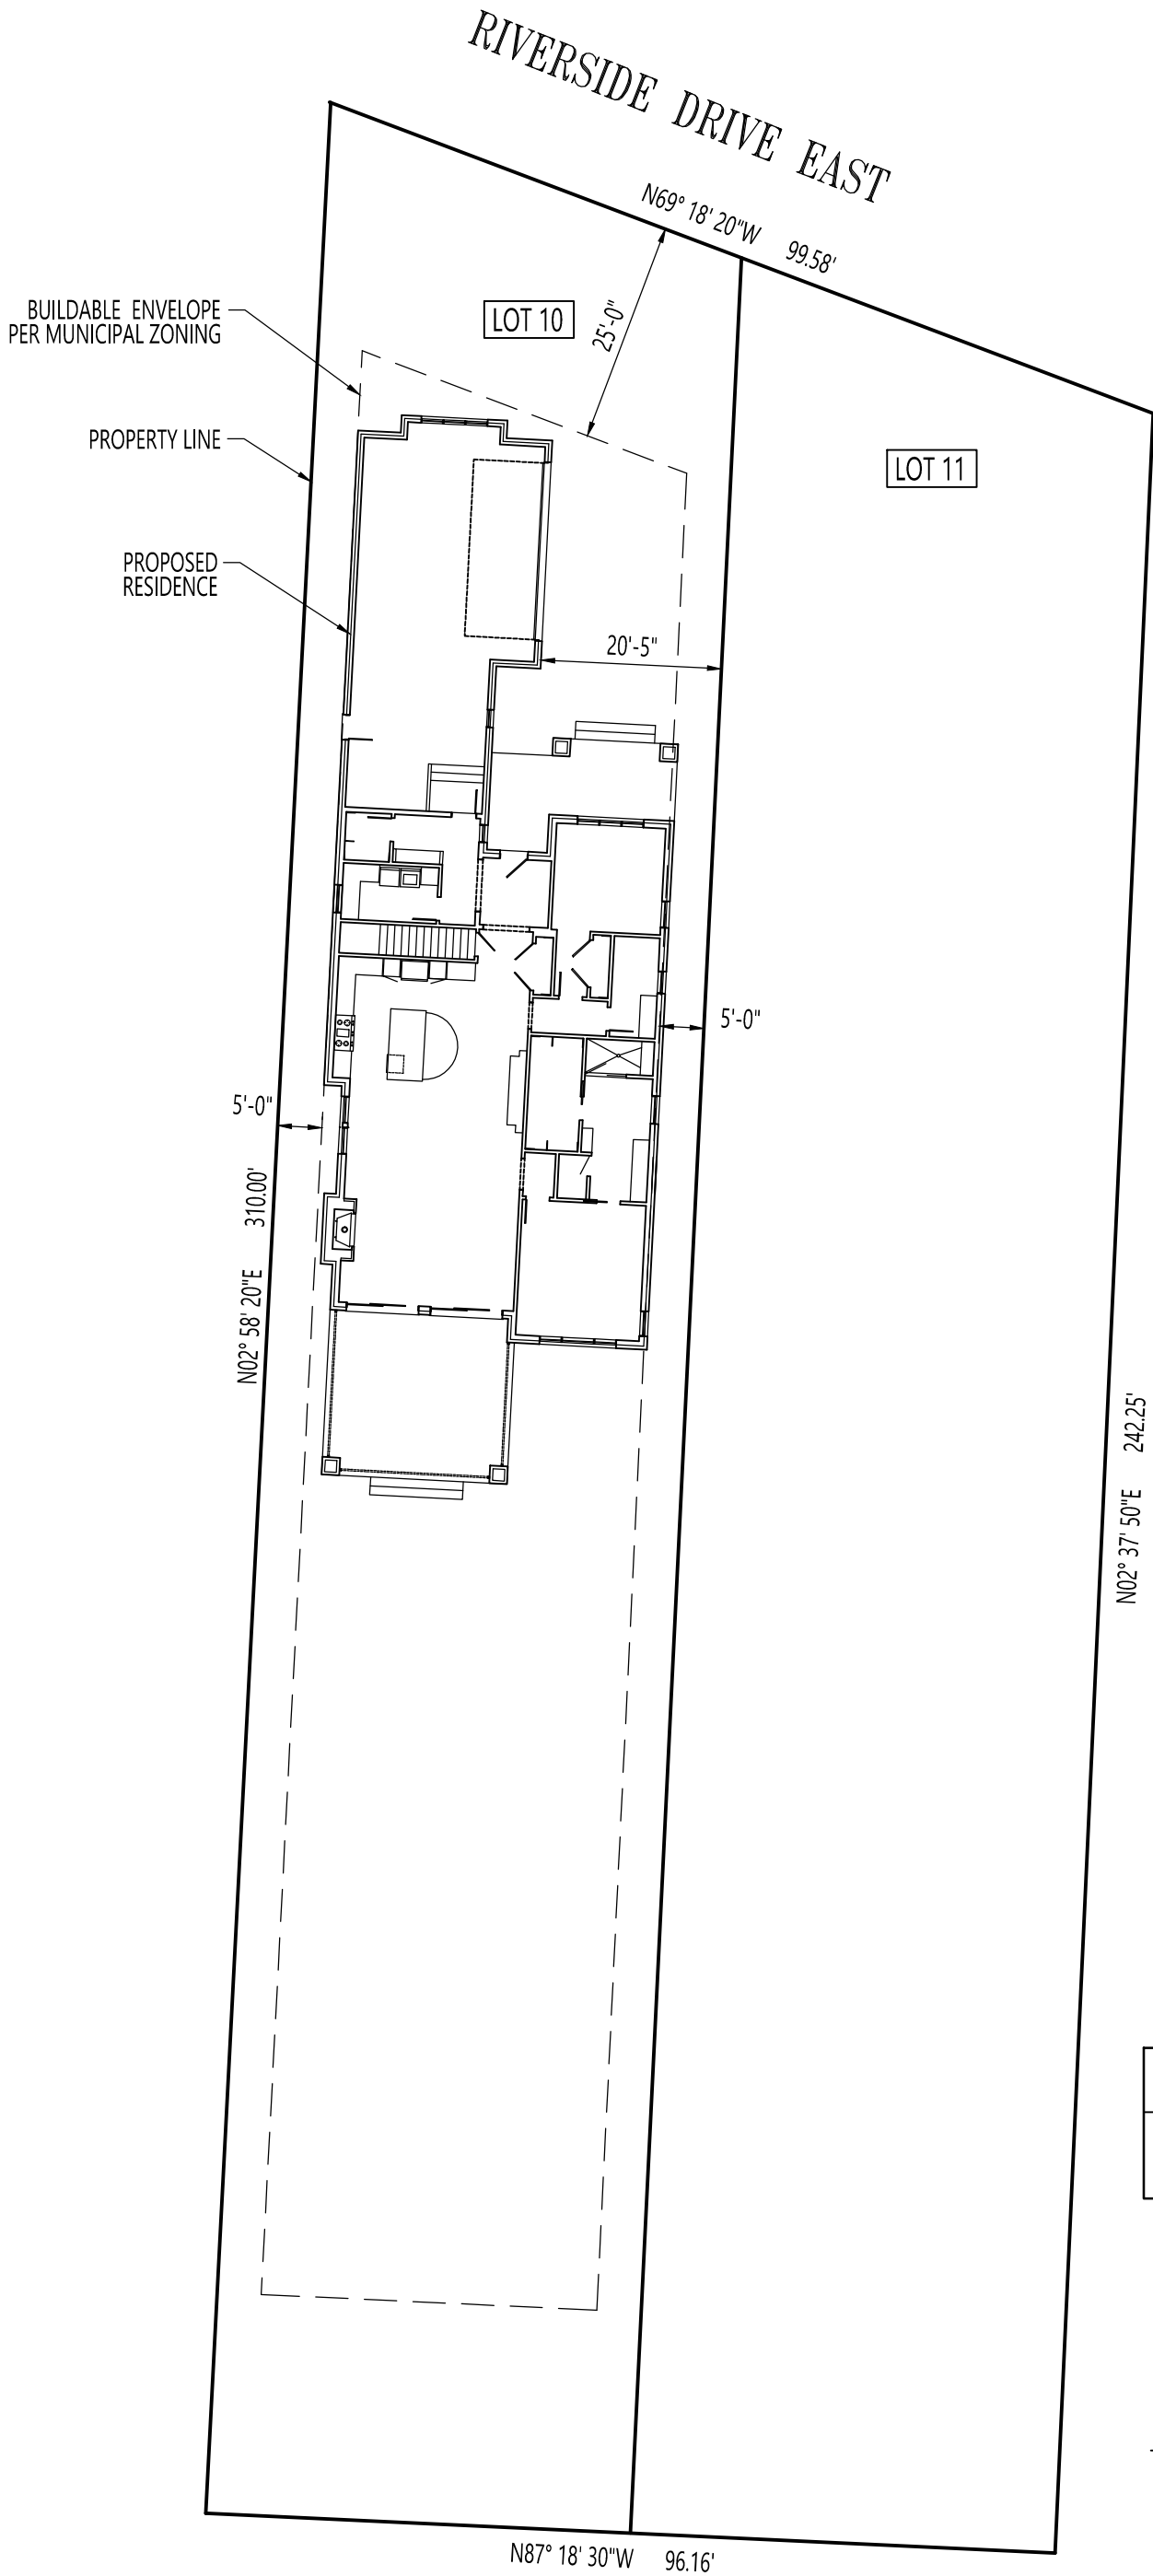 RIVERSIDE DRIVE EAST
N69° 18' 20"W 99.58'
BUILDABLE ENVELOPE
PER MUNICIPAL ZONING
LOT 10
25'-0"
PROPERTY LINE
LOT 11
PROPOSED
RESIDENCE
20'-5"
5'-0"
5'-0"
N02° 58' 20"E 310.00'
N02° 37' 50"E 242.25'
N87° 18' 30"W 96.16'